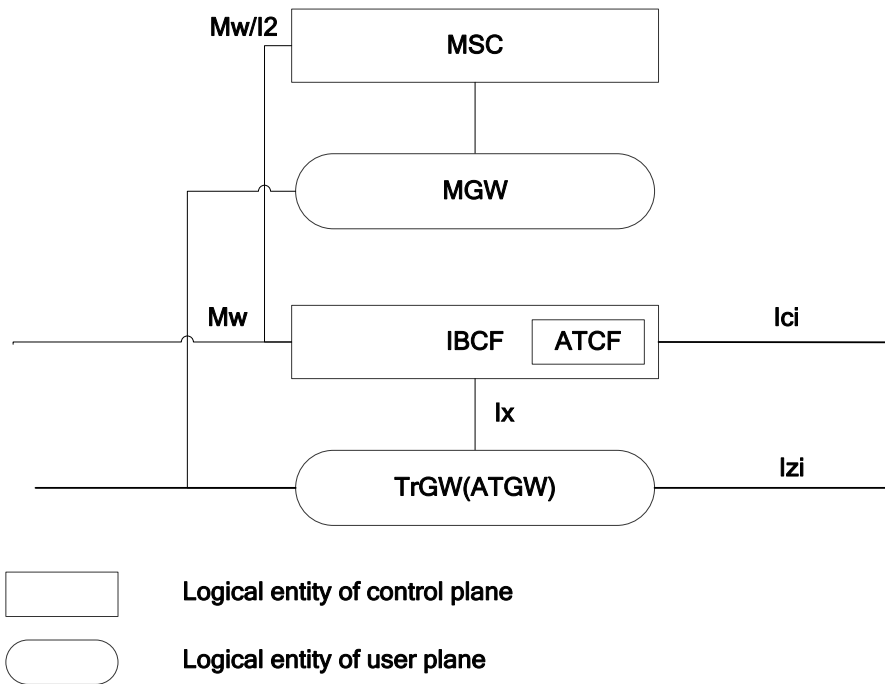 Mw/I2
MSC
MGW
Mw
IBCF
ATCF
Ici
Ix
TrGW(ATGW)
Izi
Logical entity of control plane
Logical entity of user plane